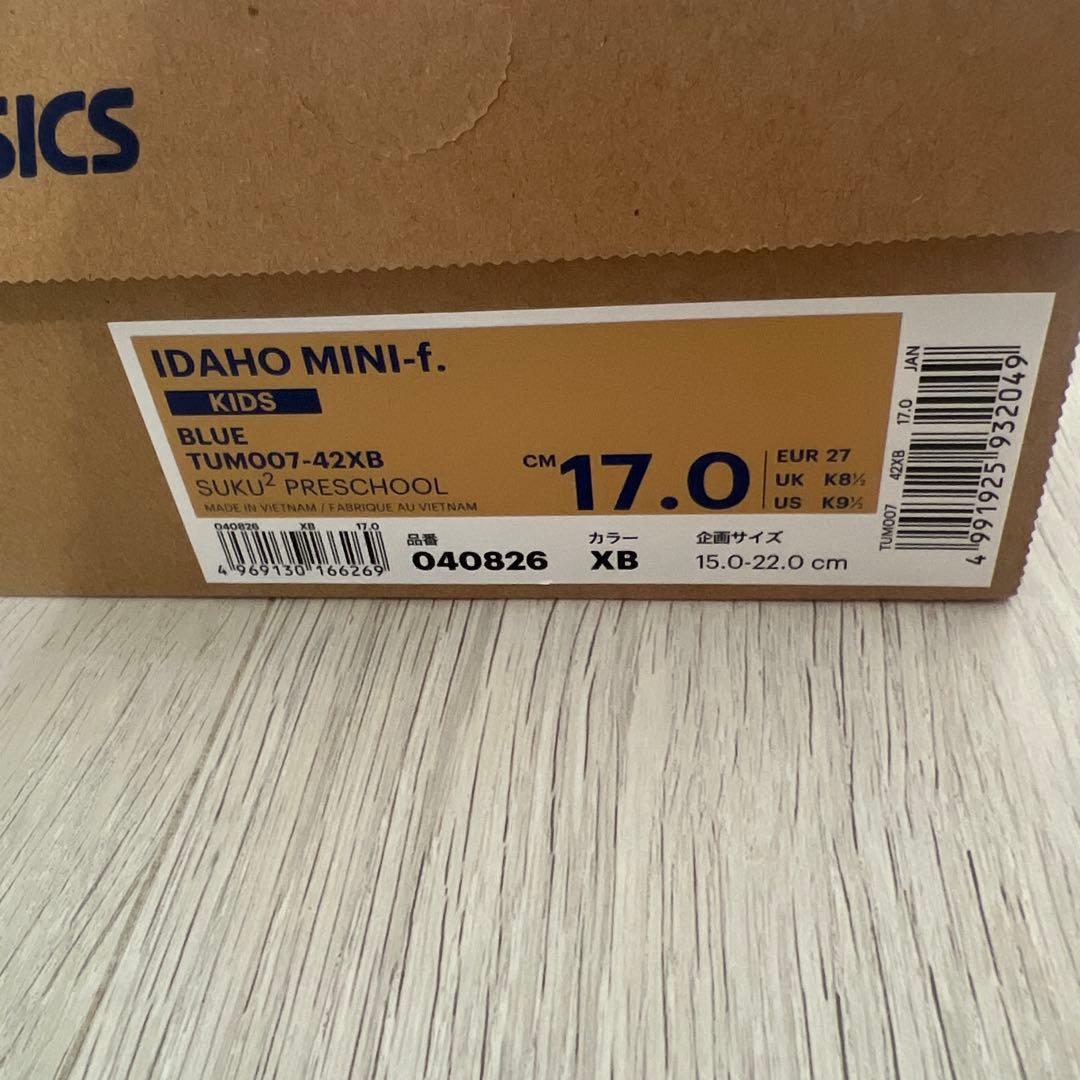 SICS
IDAHO MINI-f.
KIDS
BLUE
TUM007-42XB
SUKU² PRESCHOOL
MADE IN VIETNAM / FABRIQUE AU VIETNAM
CM 17.0
EUR 27
UK K8½
US K9½
040826 XB 17.0
4 969130 166269
品番
040826
カラー
XB
企画サイズ
15.0-22.0 cm
TUM007 42XB 17.0 JAN
4 991925 932049